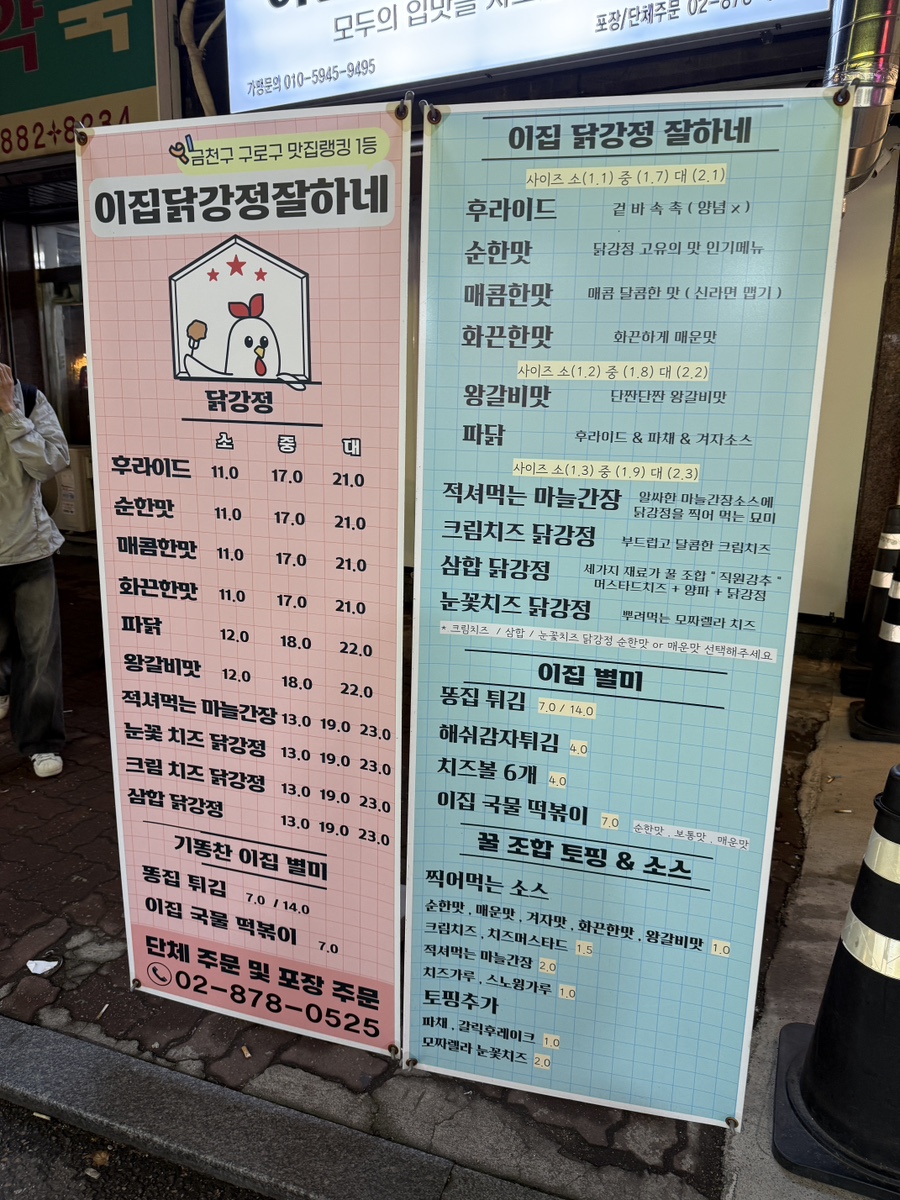 약국
882+8234
모두의 입맛을
포장/단체주문 02-878-
가맹문의 010-5945-9495
금천구 구로구 맛집랭킹 1등
이집닭강정잘하네
닭강정
소 중 대
후라이드 11.0 17.0 21.0
순한맛 11.0 17.0 21.0
매콤한맛 11.0 17.0 21.0
화끈한맛 11.0 17.0 21.0
파닭 12.0 18.0 22.0
왕갈비맛 12.0 18.0 22.0
적셔먹는 마늘간장 13.0 19.0 23.0
눈꽃 치즈 닭강정 13.0 19.0 23.0
크림 치즈 닭강정 13.0 19.0 23.0
삼합 닭강정 13.0 19.0 23.0
기똥찬 이집 별미
똥집 튀김 7.0 / 14.0
이집 국물 떡볶이 7.0
단체 주문 및 포장 주문
02-878-0525
이집 닭강정 잘하네
사이즈 소(1.1) 중 (1.7) 대 (2.1)
후라이드 겉 바 속 촉 ( 양념 x )
순한맛 닭강정 고유의 맛 인기메뉴
매콤한맛 매콤 달콤한 맛 ( 신라면 맵기 )
화끈한맛 화끈하게 매운맛
사이즈 소(1.2) 중 (1.8) 대 (2.2)
왕갈비맛 단짠단짠 왕갈비맛
파닭 후라이드 & 파채 & 겨자소스
사이즈 소(1.3) 중 (1.9) 대 (2.3)
적셔먹는 마늘간장 알싸한 마늘간장소스에
닭강정을 찍어 먹는 묘미
크림치즈 닭강정 부드럽고 달콤한 크림치즈
삼합 닭강정 세가지 재료가 꿀 조합 " 직원강추 "
머스타드치즈 + 양파 + 닭강정
눈꽃치즈 닭강정 뿌려먹는 모짜렐라 치즈
* 크림치즈 / 삼합 / 눈꽃치즈 닭강정 순한맛 or 매운맛 선택해주세요
이집 별미
똥집 튀김 7.0 / 14.0
해쉬감자튀김 4.0
치즈볼 6개 4.0
이집 국물 떡볶이 7.0 순한맛 . 보통맛 . 매운맛
꿀 조합 토핑 & 소스
찍어먹는 소스
순한맛 . 매운맛 . 겨자맛 . 화끈한맛 . 왕갈비맛 1.0
크림치즈 . 치즈머스타드 1.5
적셔먹는 마늘간장 2.0
치즈가루 . 스노윙가루 1.0
토핑추가
파채 . 갈릭후레이크 1.0
모짜렐라 눈꽃치즈 2.0